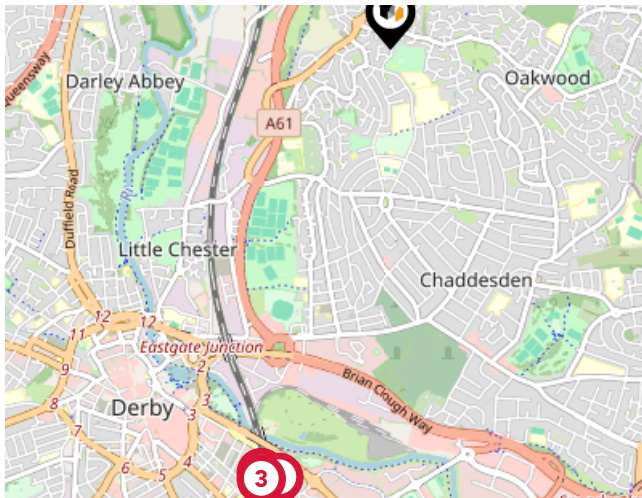 Queensway
Darley Abbey
Oakwood
A61
Duffield Road
Little Chester
Chaddesden
12
12
11
Eastgate Junction
2
9
Brian Clough Way
8
Derby
3
3
7
4
6
5
3